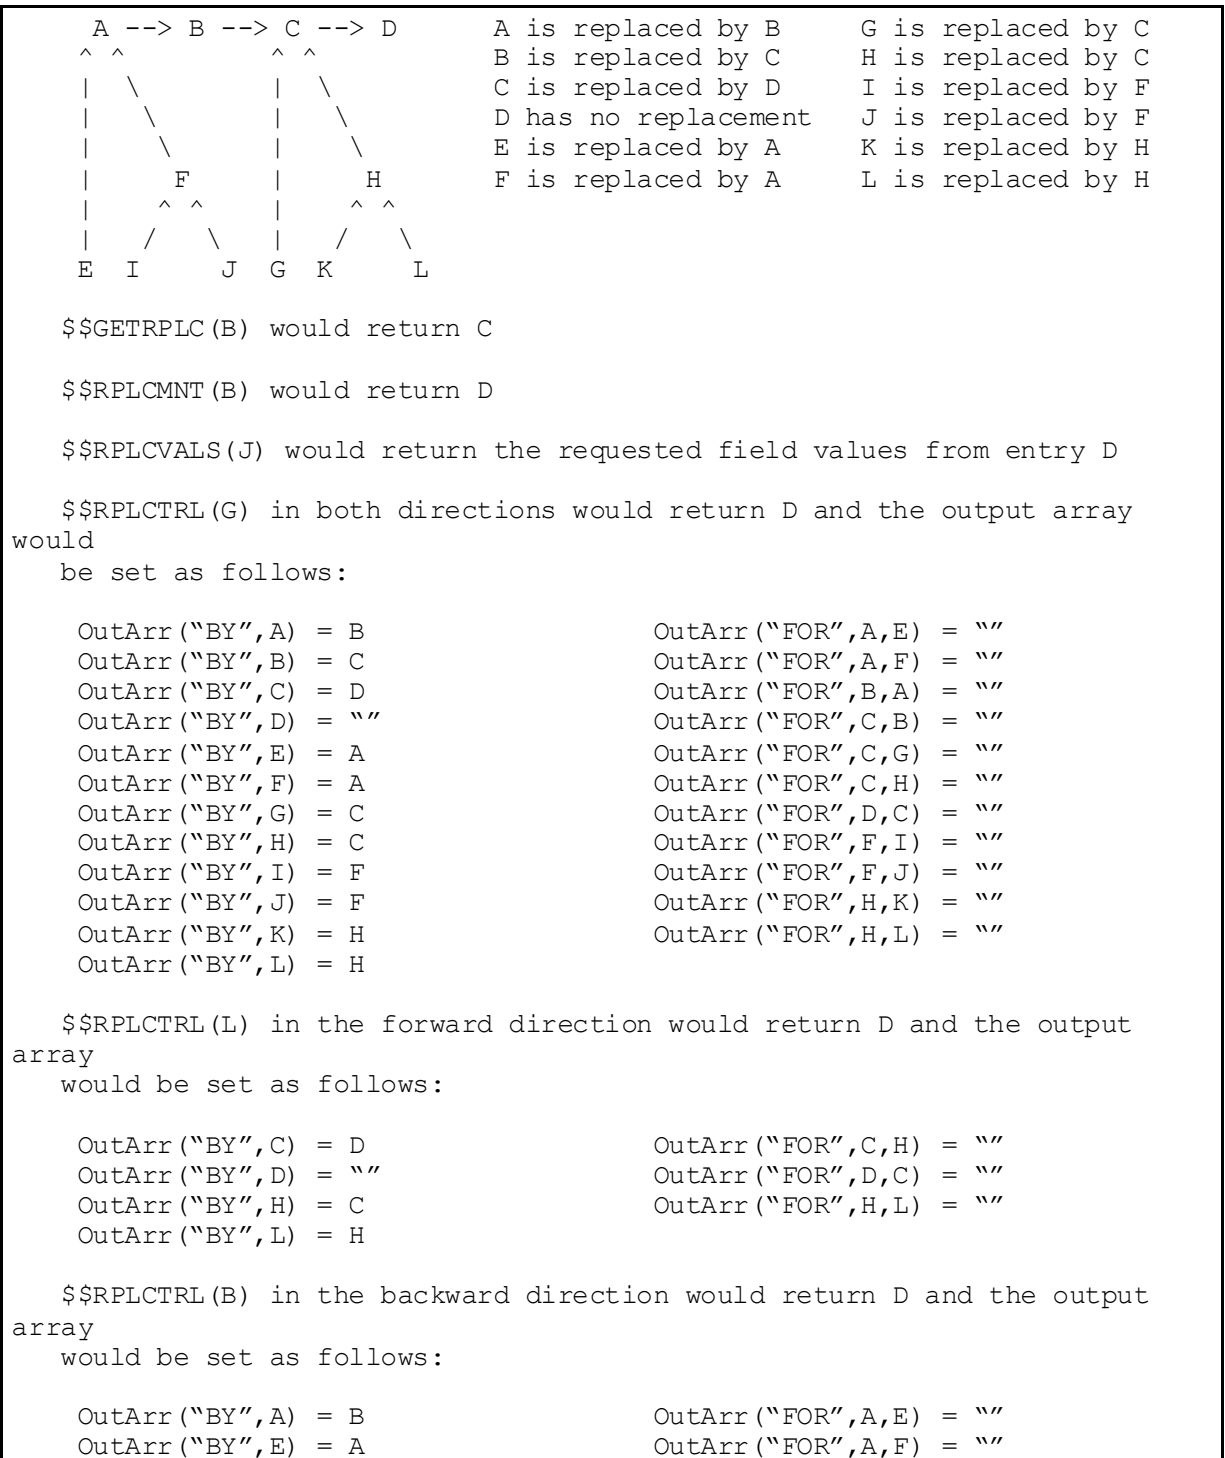 A --> B --> C --> D      A is replaced by B     G is replaced by C
^ ^         ^ ^          B is replaced by C     H is replaced by C
|  \        |  \         C is replaced by D     I is replaced by F
|   \       |   \        D has no replacement   J is replaced by F
|    \      |    \       E is replaced by A     K is replaced by H
|     F     |     H      F is replaced by A     L is replaced by H
|    ^ ^    |    ^ ^
|   /   \   |   /   \
E  I     J  G  K     L
$$GETRPLC(B) would return C
$$RPLCMNT(B) would return D
$$RPLCVALS(J) would return the requested field values from entry D
$$RPLCTRL(G) in both directions would return D and the output array
would
be set as follows:
OutArr(“BY”,A) = B                  OutArr(“FOR”,A,E) = “”
OutArr(“BY”,B) = C                  OutArr(“FOR”,A,F) = “”
OutArr(“BY”,C) = D                  OutArr(“FOR”,B,A) = “”
OutArr(“BY”,D) = “”                 OutArr(“FOR”,C,B) = “”
OutArr(“BY”,E) = A                  OutArr(“FOR”,C,G) = “”
OutArr(“BY”,F) = A                  OutArr(“FOR”,C,H) = “”
OutArr(“BY”,G) = C                  OutArr(“FOR”,D,C) = “”
OutArr(“BY”,H) = C                  OutArr(“FOR”,F,I) = “”
OutArr(“BY”,I) = F                  OutArr(“FOR”,F,J) = “”
OutArr(“BY”,J) = F                  OutArr(“FOR”,H,K) = “”
OutArr(“BY”,K) = H                  OutArr(“FOR”,H,L) = “”
OutArr(“BY”,L) = H
$$RPLCTRL(L) in the forward direction would return D and the output
array
would be set as follows:
OutArr(“BY”,C) = D                  OutArr(“FOR”,C,H) = “”
OutArr(“BY”,D) = “”                 OutArr(“FOR”,D,C) = “”
OutArr(“BY”,H) = C                  OutArr(“FOR”,H,L) = “”
OutArr(“BY”,L) = H
$$RPLCTRL(B) in the backward direction would return D and the output
array
would be set as follows:
OutArr(“BY”,A) = B                  OutArr(“FOR”,A,E) = “”
OutArr(“BY”,E) = A                  OutArr(“FOR”,A,F) = “”